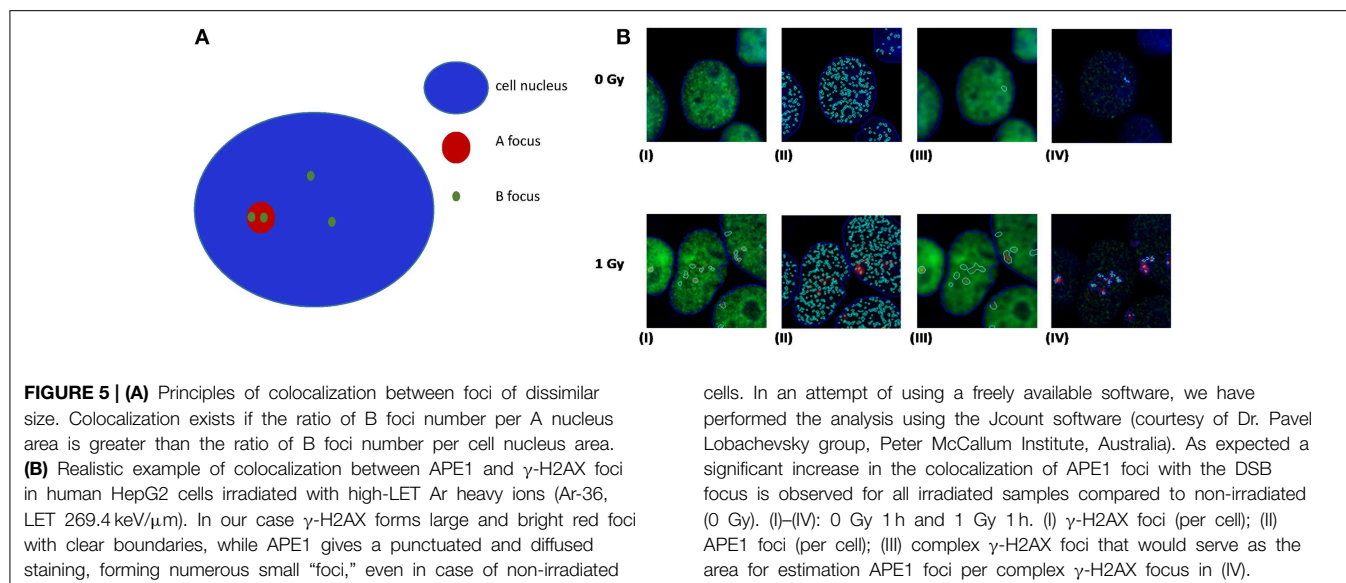 A
cell nucleus
A focus
B focus
B
0 Gy
(I)
(II)
(III)
(IV)
1 Gy
(I)
(II)
(III)
(IV)
FIGURE 5 | (A) Principles of colocalization between foci of dissimilar
size. Colocalization exists if the ratio of B foci number per A nucleus
area is greater than the ratio of B foci number per cell nucleus area.
(B) Realistic example of colocalization between APE1 and γ-H2AX foci
in human HepG2 cells irradiated with high-LET Ar heavy ions (Ar-36,
LET 269.4 keV/μm). In our case γ-H2AX forms large and bright red foci
with clear boundaries, while APE1 gives a punctuated and diffused
staining, forming numerous small “foci,” even in case of non-irradiated
cells. In an attempt of using a freely available software, we have
performed the analysis using the Jcount software (courtesy of Dr. Pavel
Lobachevsky group, Peter McCallum Institute, Australia). As expected a
significant increase in the colocalization of APE1 foci with the DSB
focus is observed for all irradiated samples compared to non-irradiated
(0 Gy). (I)–(IV): 0 Gy 1 h and 1 Gy 1 h. (I) γ-H2AX foci (per cell); (II)
APE1 foci (per cell); (III) complex γ-H2AX foci that would serve as the
area for estimation APE1 foci per complex γ-H2AX focus in (IV).